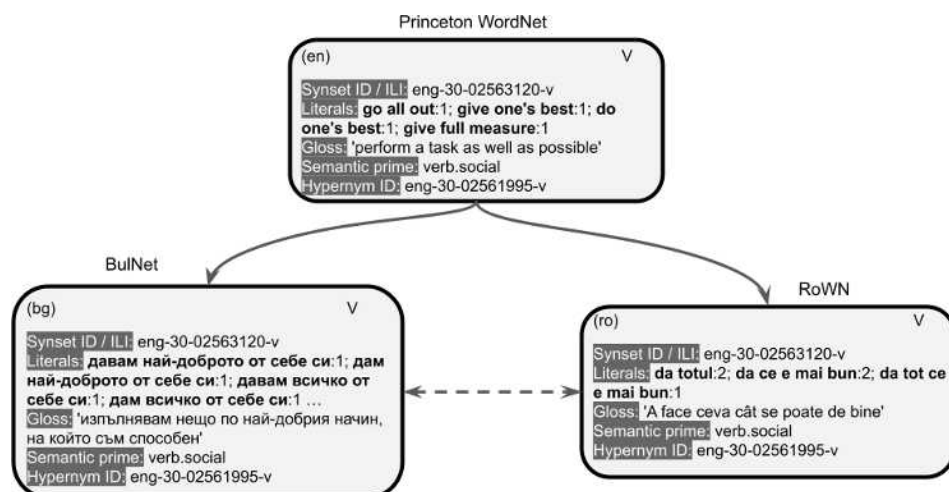 Princeton WordNet
(en) V
Synset ID / ILI: eng-30-02563120-v
Literals: go all out:1; give one's best:1; do
one's best:1; give full measure:1
Gloss: 'perform a task as well as possible'
Semantic prime: verb.social
Hypernym ID: eng-30-02561995-v
BulNet
(bg) V
Synset ID / ILI: eng-30-02563120-v
Literals: давам най-доброто от себе си:1; дам
най-доброто от себе си:1; давам всичко от
себе си:1; дам всичко от себе си:1 ...
Gloss: 'изпълнявам нещо по най-добрия начин,
на който съм способен'
Semantic prime: verb.social
Hypernym ID: eng-30-02561995-v
RoWN
(ro) V
Synset ID / ILI: eng-30-02563120-v
Literals: da totul:2; da ce e mai bun:2; da tot ce
e mai bun:1
Gloss: 'A face ceva cât se poate de bine'
Semantic prime: verb.social
Hypernym ID: eng-30-02561995-v